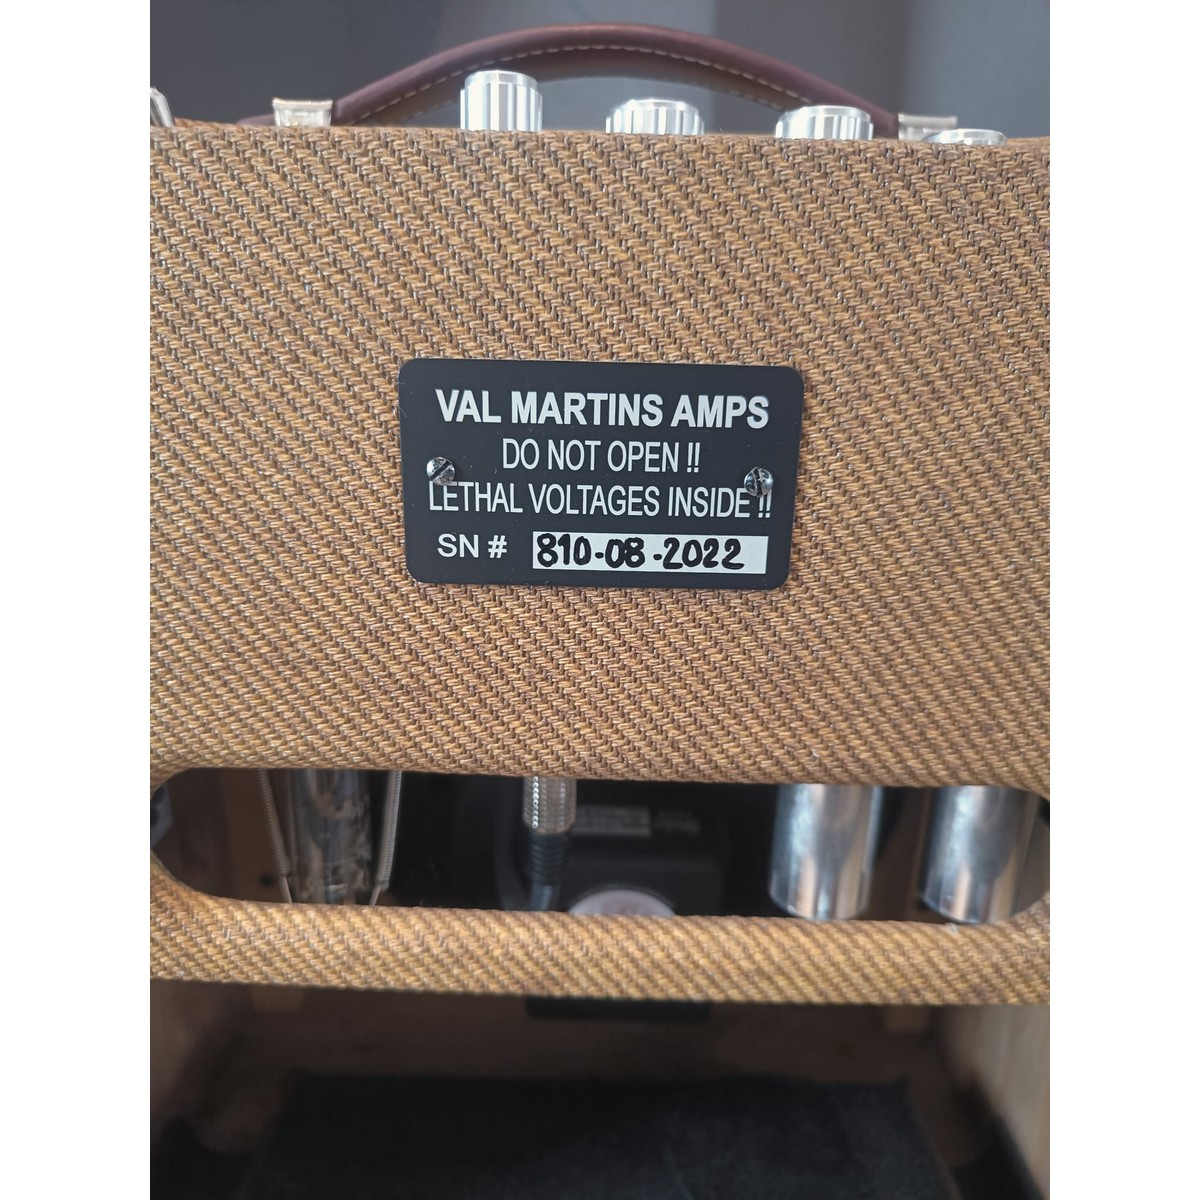 VAL MARTINS AMPS
DO NOT OPEN !!
LETHAL VOLTAGES INSIDE !!
SN # 810-08-2022